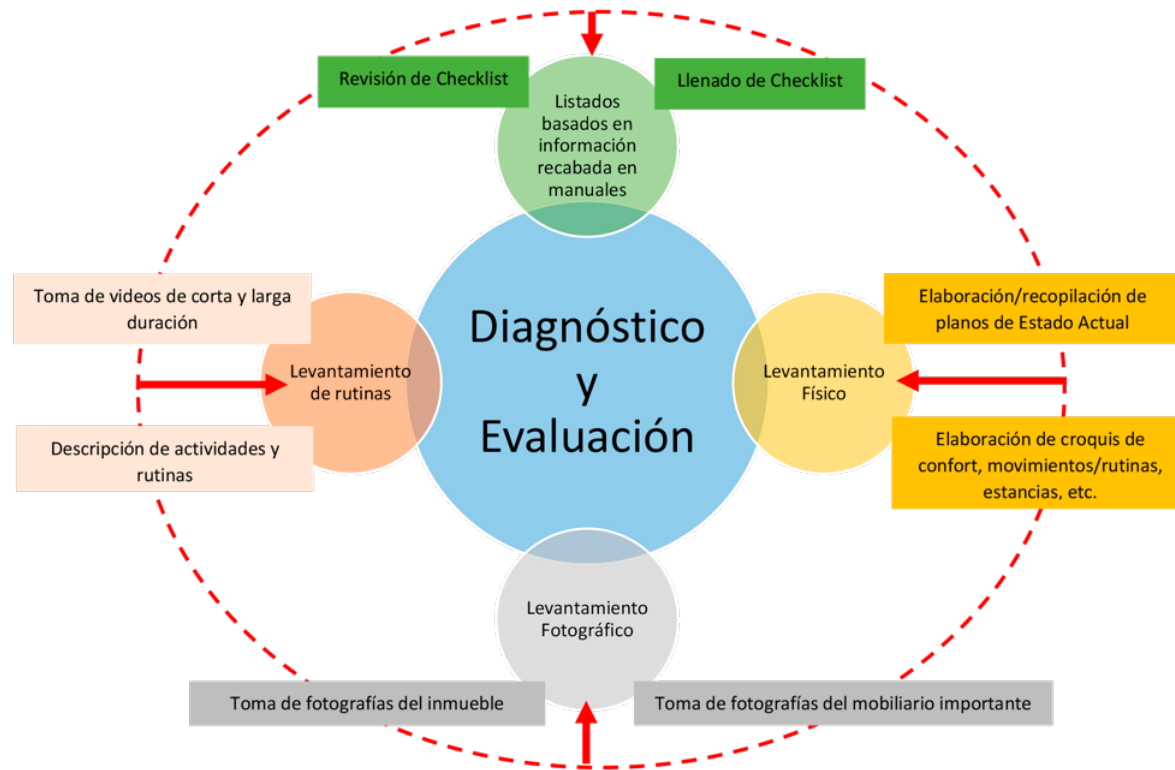 Revisión de Checklist
Llenado de Checklist
Listados
basados en
información
recabada en
manuales
Toma de videos de corta y larga
duración
Elaboración/recopilación de
planos de Estado Actual
Diagnóstico
y
Evaluación
Levantamiento
de rutinas
Levantamiento
Físico
Descripción de actividades y
rutinas
Elaboración de croquis de
confort, movimientos/rutinas,
estancias, etc.
Levantamiento
Fotográfico
Toma de fotografías del inmueble
Toma de fotografías del mobiliario importante